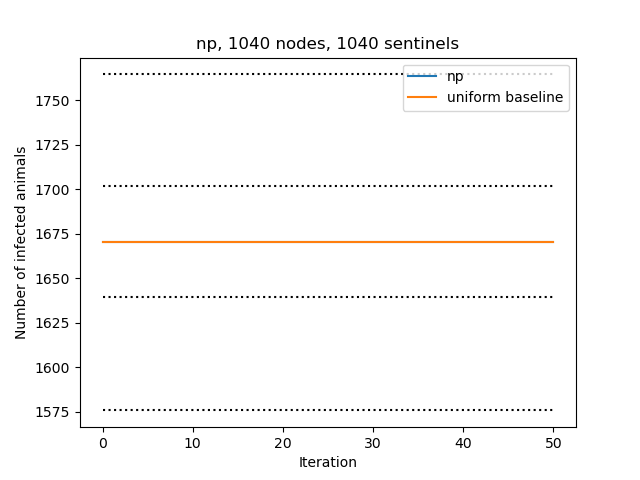 np, 1040 nodes, 1040 sentinels
np
uniform baseline
Number of infected animals
1750
1725
1700
1675
1650
1625
1600
1575
0 10 20 30 40 50
Iteration